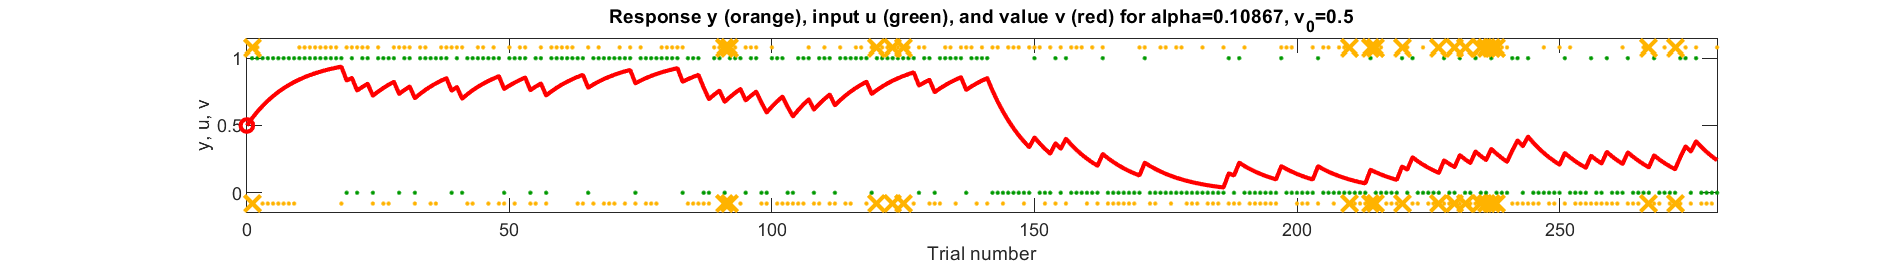 Response y (orange), input u (green), and value v (red) for alpha=0.10867, v0=0.5
y, u, v
1
0.5
0
0 50 100 150 200 250
Trial number